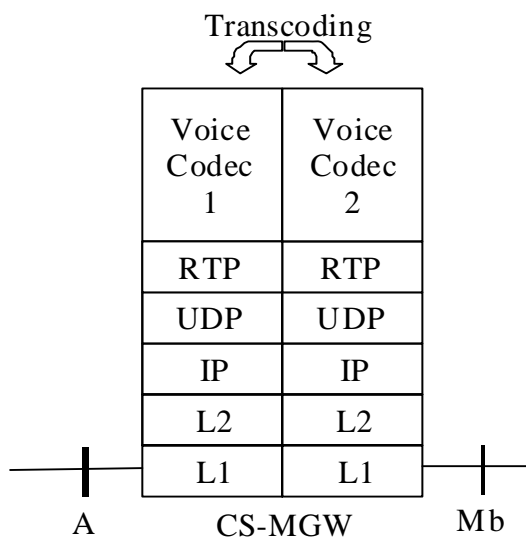 Transcoding
Voice Voice
Codec Codec
1 2
RTP RTP
UDP UDP
IP IP
L2 L2
L1 L1
A CS-MGW Mb